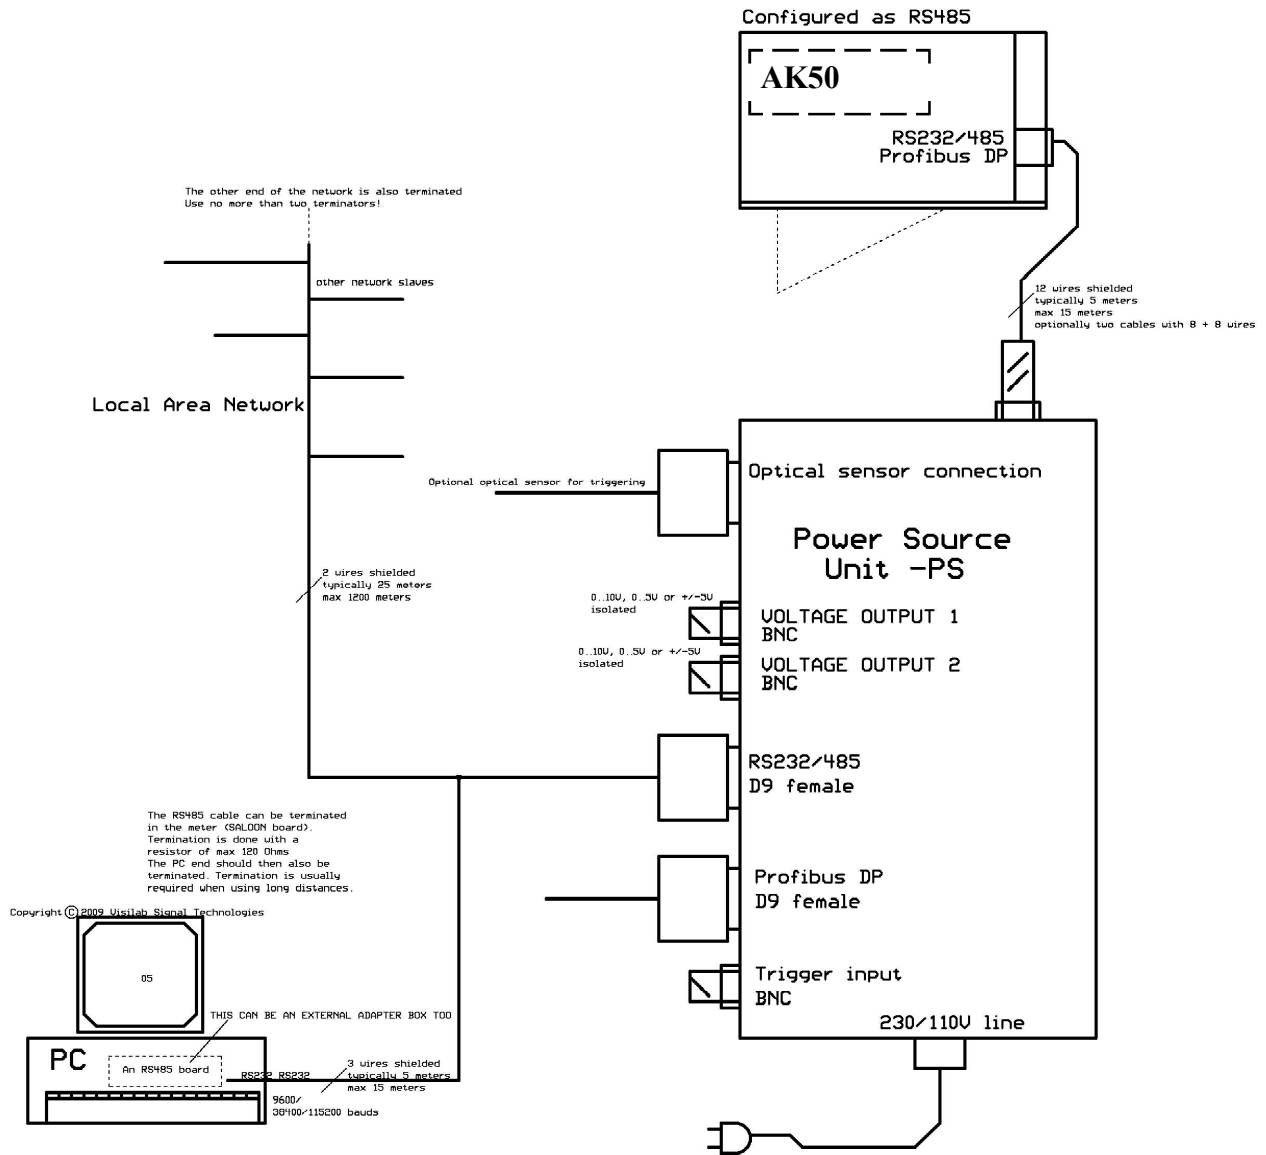 Configured as RS485
AK50
RS232/485
Profibus DP
The other end of the network is also terminated
Use no more than two terminators!
other network slaves
12 wires shielded
typically 5 meters
max 15 meters
optionally two cables with 8 + 8 wires
Local Area Network
Optional optical sensor for triggering
Optical sensor connection
Power Source
Unit -PS
2 wires shielded
typically 25 meters
max 1200 meters
0..10V, 0..5V or +/-5V
isolated
VOLTAGE OUTPUT 1
BNC
0..10V, 0..5V or +/-5V
isolated
VOLTAGE OUTPUT 2
BNC
RS232/485
D9 female
The RS485 cable can be terminated
in the meter (SALOON board).
Termination is done with a
resistor of max 120 Ohms
The PC end should then also be
terminated. Termination is usually
required when using long distances.
Profibus DP
D9 female
Copyright © 2009 Visilab Signal Technologies
05
Trigger input
BNC
THIS CAN BE AN EXTERNAL ADAPTER BOX TOO
230/110V line
PC
An RS485 board
RS232 RS232
3 wires shielded
typically 5 meters
max 15 meters
9600/
38400/115200 bauds